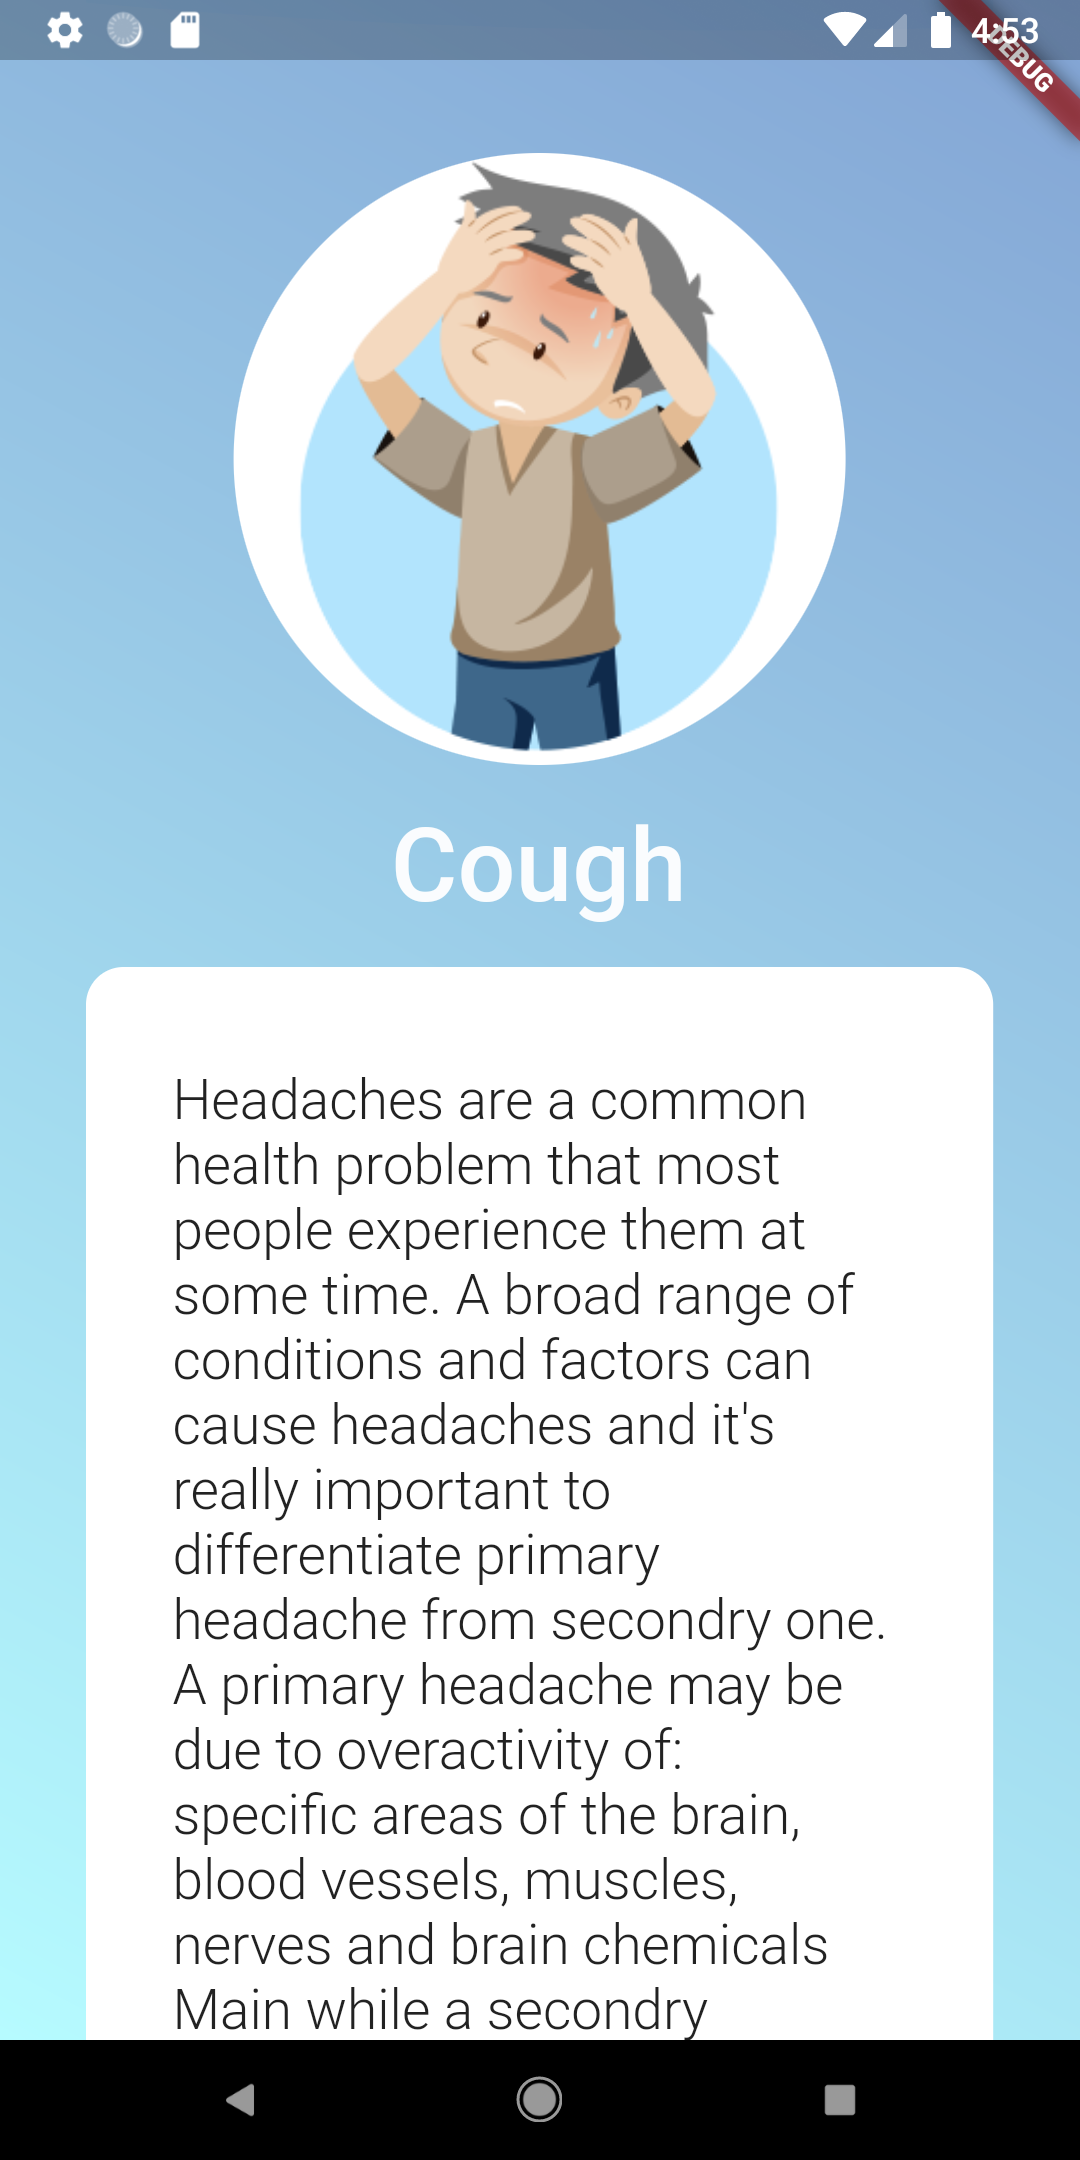 4:53
DEBUG
Cough
Headaches are a common
health problem that most
people experience them at
some time. A broad range of
conditions and factors can
cause headaches and it's
really important to
differentiate primary
headache from secondry one.
A primary headache may be
due to overactivity of:
specific areas of the brain,
blood vessels, muscles,
nerves and brain chemicals
Main while a secondry